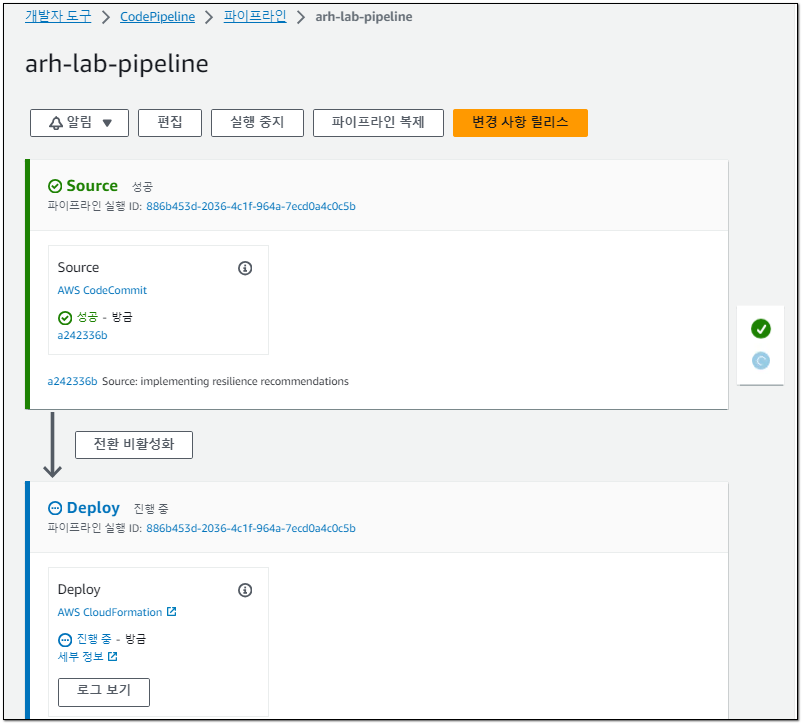 개발자 도구 > CodePipeline > 파이프라인 > arh-lab-pipeline
arh-lab-pipeline
알림 ▼ 편집 실행 중지 파이프라인 복제 변경 사항 릴리스
Source 성공
파이프라인 실행 ID: 886b453d-2036-4c1f-964a-7ecd0a4c0c5b
Source
AWS CodeCommit
성공 - 방금
a242336b
a242336b Source: implementing resilience recommendations
전환 비활성화
Deploy 진행 중
파이프라인 실행 ID: 886b453d-2036-4c1f-964a-7ecd0a4c0c5b
Deploy
AWS CloudFormation
진행 중 - 방금
세부 정보
로그 보기